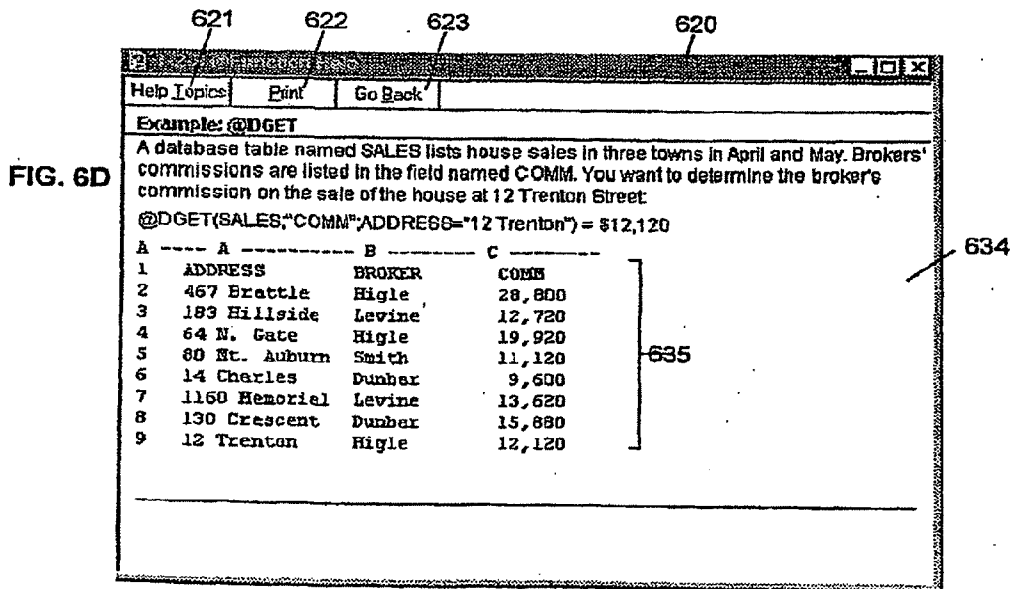 621 622 623 620
Help Topics Print Go Back
Example: @DGET
A database table named SALES lists house sales in three towns in April and May. Brokers'
commissions are listed in the field named COMM. You want to determine the broker's
commission on the sale of the house at 12 Trenton Street:
@DGET(SALES;"COMM";ADDRESS="12 Trenton") = $12,120
FIG. 6D
A ---- A ----------- B -------- C ---------
1 ADDRESS BROKER COMM
2 467 Brattle Higle 28,800
3 183 Hillside Levine 12,720
4 64 N. Gate Higle 19,920
5 80 Mt. Auburn Smith 11,120
6 14 Charles Dunbar 9,600
7 1160 Memorial Levine 13,620
8 130 Crescent Dunbar 15,880
9 12 Trenton Higle 12,120
634
635